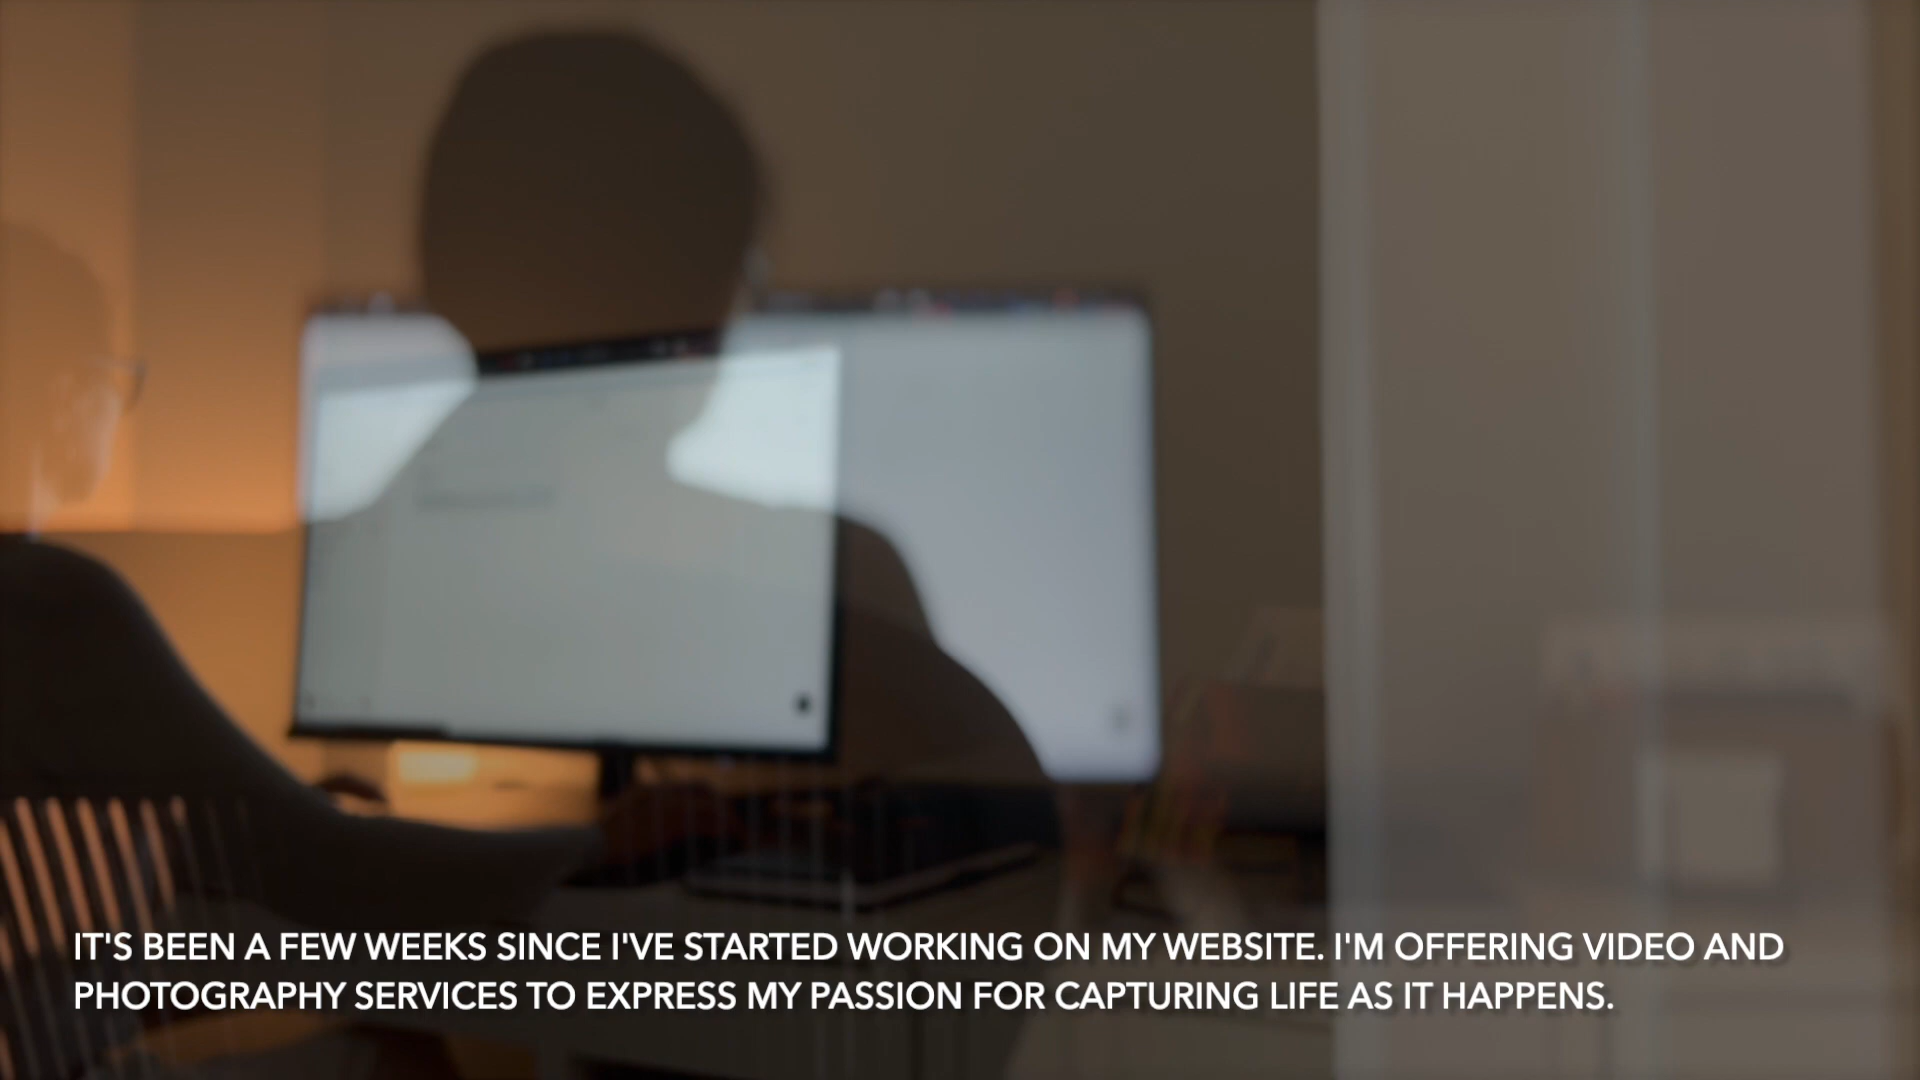 IT'S BEEN A FEW WEEKS SINCE I'VE STARTED WORKING ON MY WEBSITE. I'M OFFERING VIDEO AND
PHOTOGRAPHY SERVICES TO EXPRESS MY PASSION FOR CAPTURING LIFE AS IT HAPPENS.